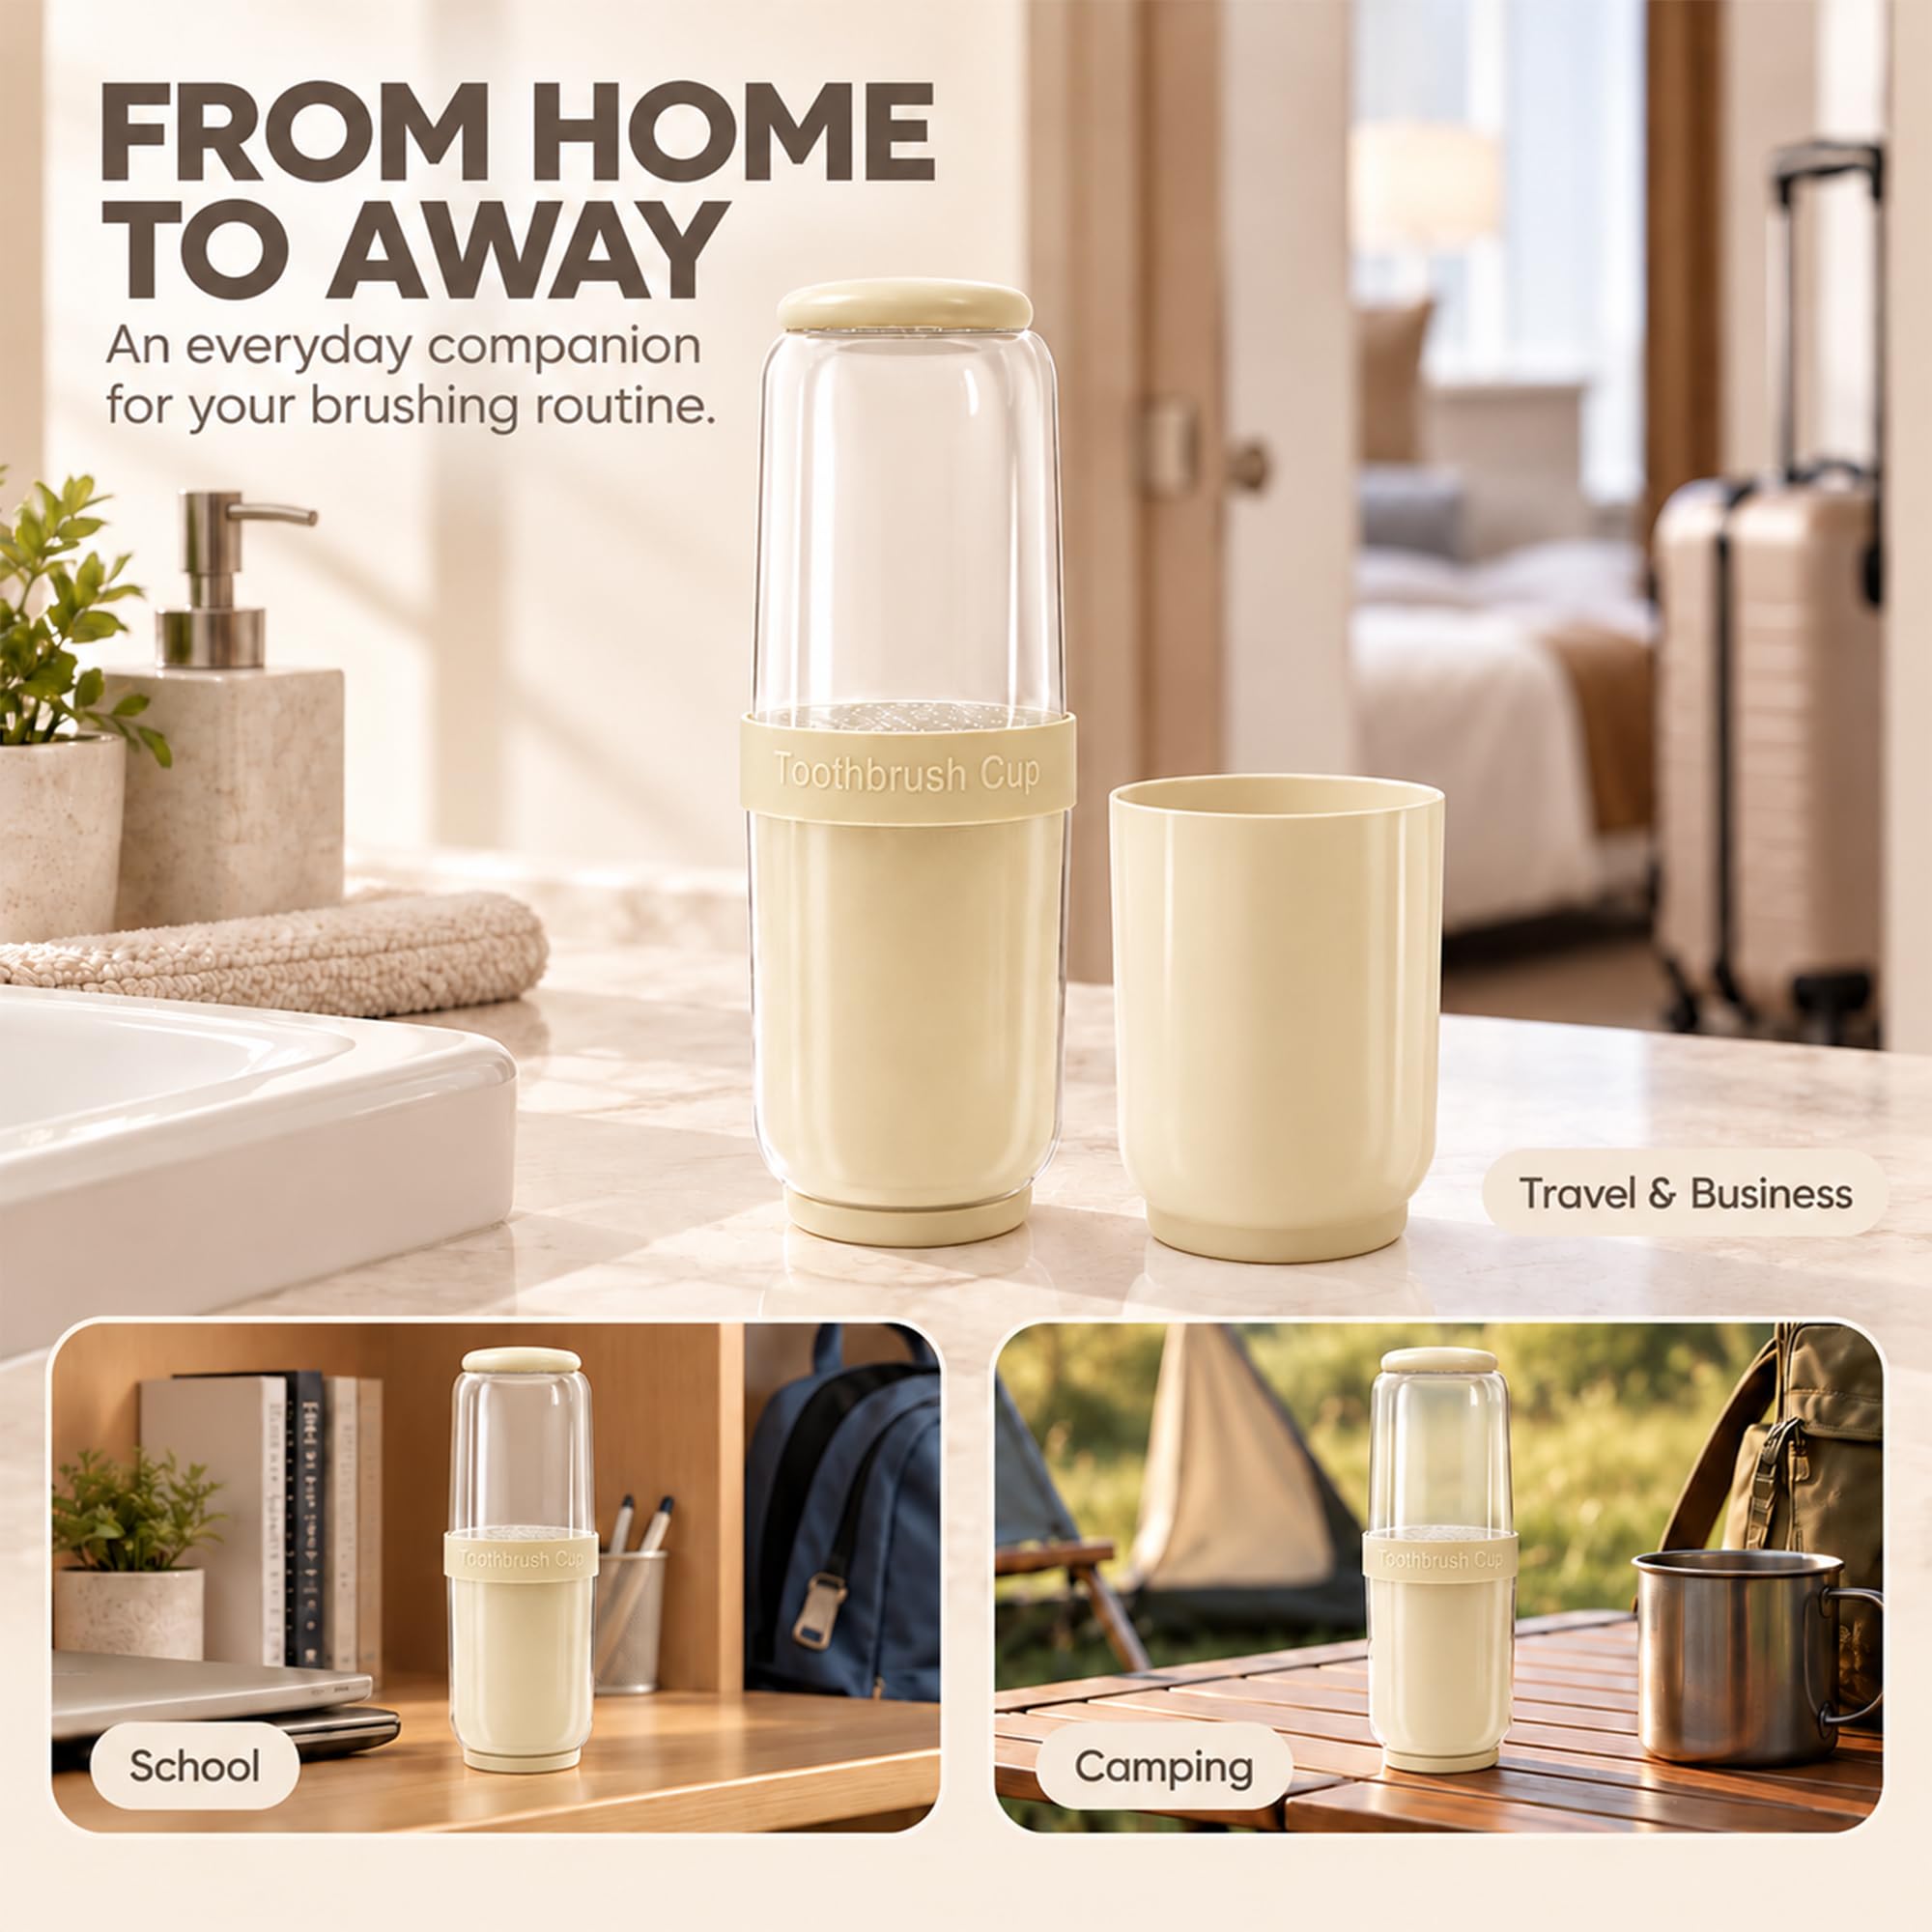 FROM HOME
TO AWAY
An everyday companion
for your brushing routine.
Toothbrush Cup
Travel & Business
Toothbrush Cup
School
Toothbrush Cup
Camping